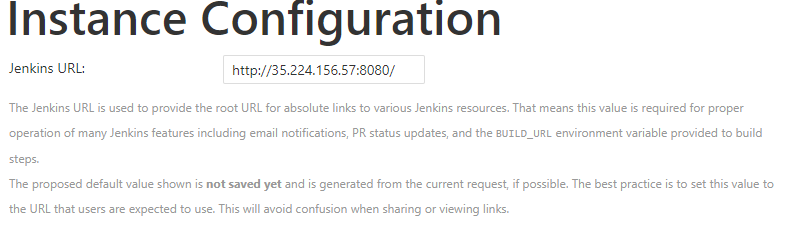 Instance Configuration
Jenkins URL: http://35.224.156.57:8080/
The Jenkins URL is used to provide the root URL for absolute links to various Jenkins resources. That means this value is required for proper
operation of many Jenkins features including email notifications, PR status updates, and the BUILD_URL environment variable provided to build
steps.
The proposed default value shown is not saved yet and is generated from the current request, if possible. The best practice is to set this value to
the URL that users are expected to use. This will avoid confusion when sharing or viewing links.